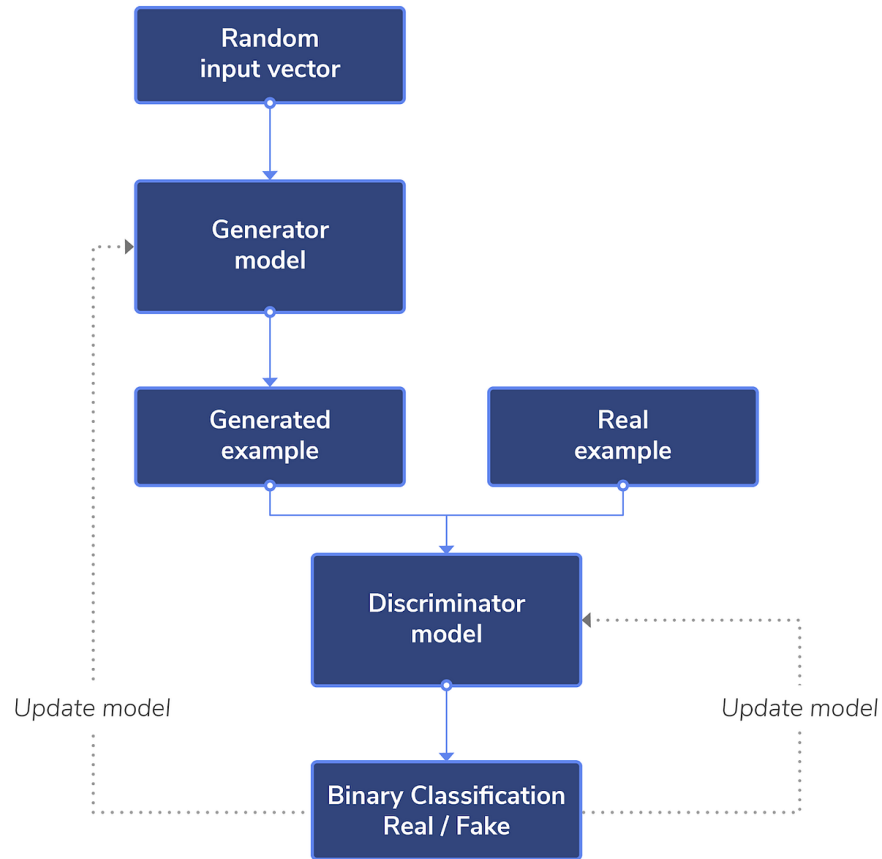 Random
input vector
Generator
model
Generated
example
Real
example
Discriminator
model
Update model
Update model
Binary Classification
Real / Fake